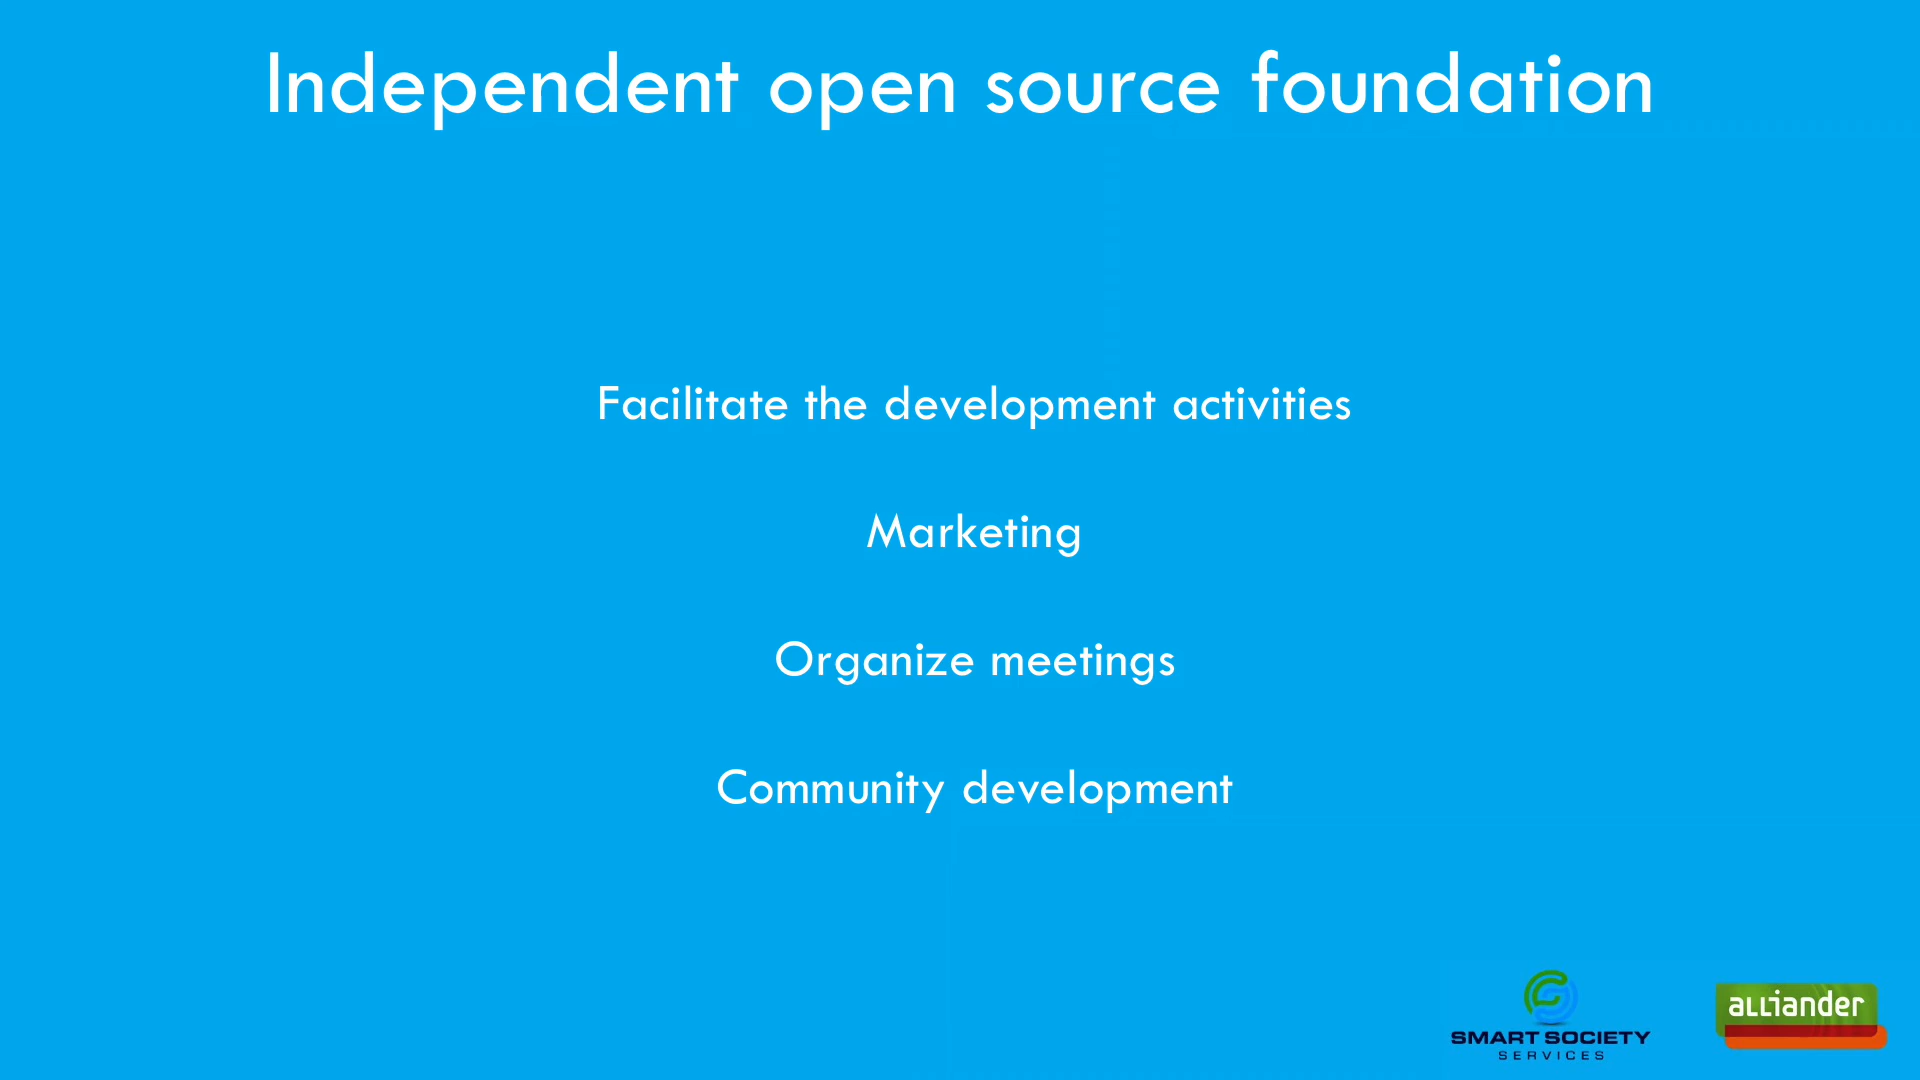 Independent open source foundation
Facilitate the development activities
Marketing
Organize meetings
Community development
SMART SOCIETY
SERVICES
alliander